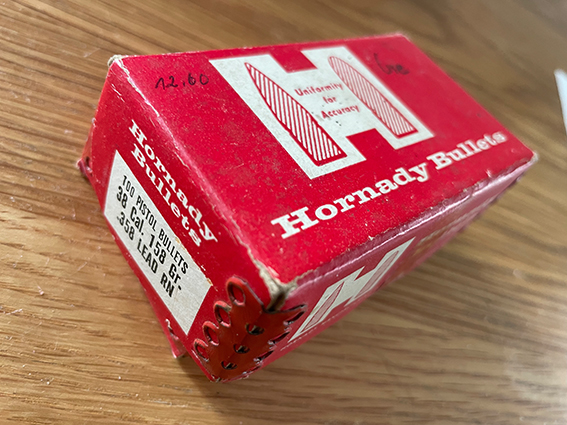 12,60
H
Uniformity
for
Accuracy
Hornady Bullets
Hornady
Bullets
100 PISTOL BULLETS
38 Cal. 158 Gr.
.358 LEAD RN
H